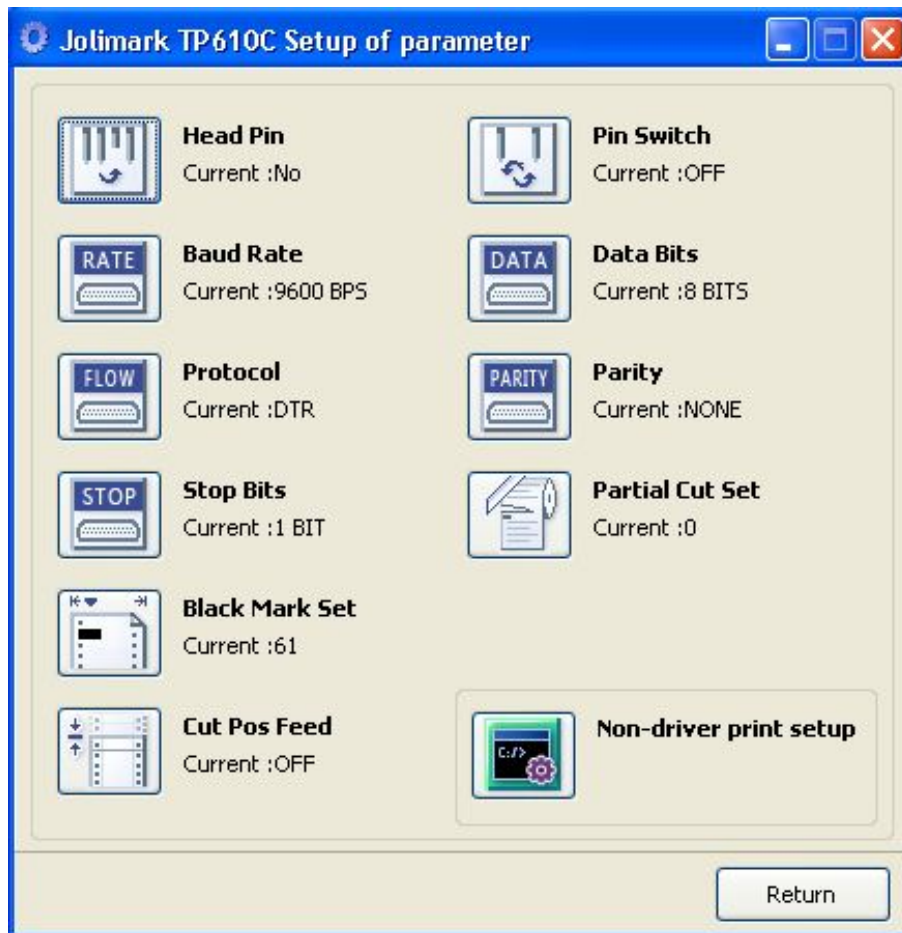 Jolimark TP610C Setup of parameter
Head Pin
Current :No
Pin Switch
Current :OFF
RATE
Baud Rate
Current :9600 BPS
DATA
Data Bits
Current :8 BITS
FLOW
Protocol
Current :DTR
PARITY
Parity
Current :NONE
STOP
Stop Bits
Current :1 BIT
Partial Cut Set
Current :0
Black Mark Set
Current :61
Cut Pos Feed
Current :OFF
C:/>
Non-driver print setup
Return